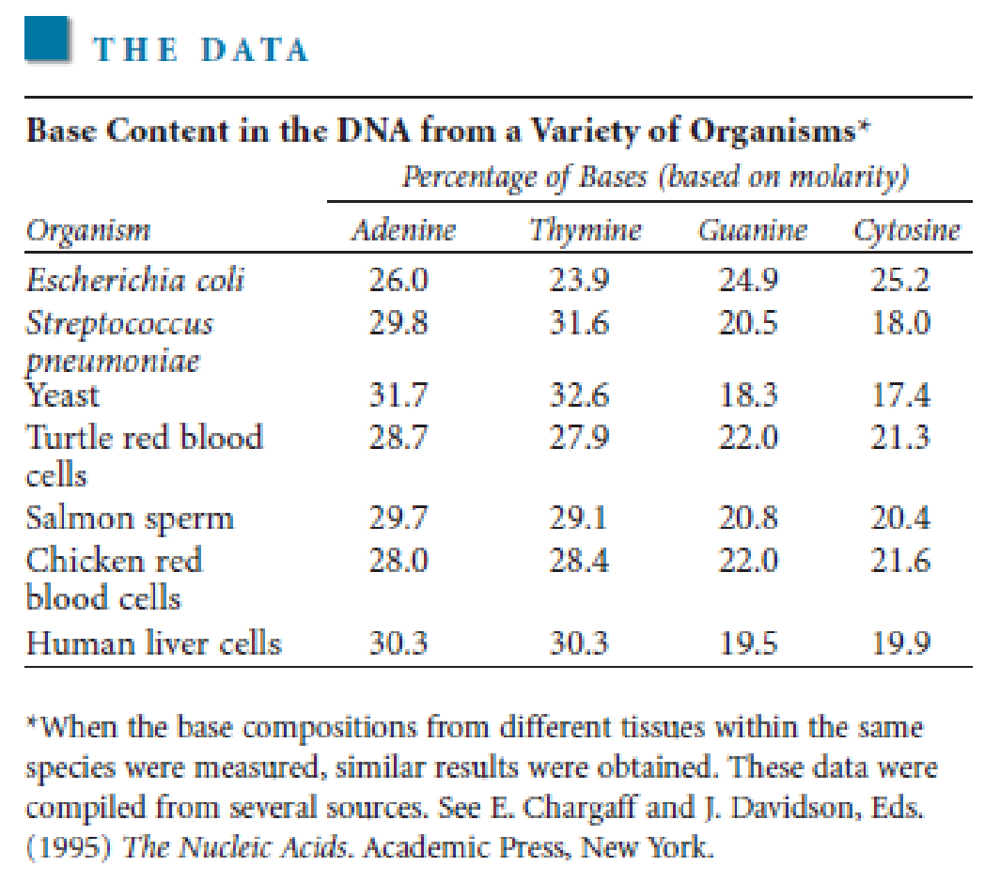 THE DATA
Base Content in the DNA from a Variety of Organisms*
Percentage of Bases (based on molarity)
Organism Adenine Thymine Guanine Cytosine
Escherichia coli 26.0 23.9 24.9 25.2
Streptococcus 29.8 31.6 20.5 18.0
pneumoniae
Yeast 31.7 32.6 18.3 17.4
Turtle red blood 28.7 27.9 22.0 21.3
cells
Salmon sperm 29.7 29.1 20.8 20.4
Chicken red 28.0 28.4 22.0 21.6
blood cells
Human liver cells 30.3 30.3 19.5 19.9
*When the base compositions from different tissues within the same
species were measured, similar results were obtained. These data were
compiled from several sources. See E. Chargaff and J. Davidson, Eds.
(1995) The Nucleic Acids. Academic Press, New York.